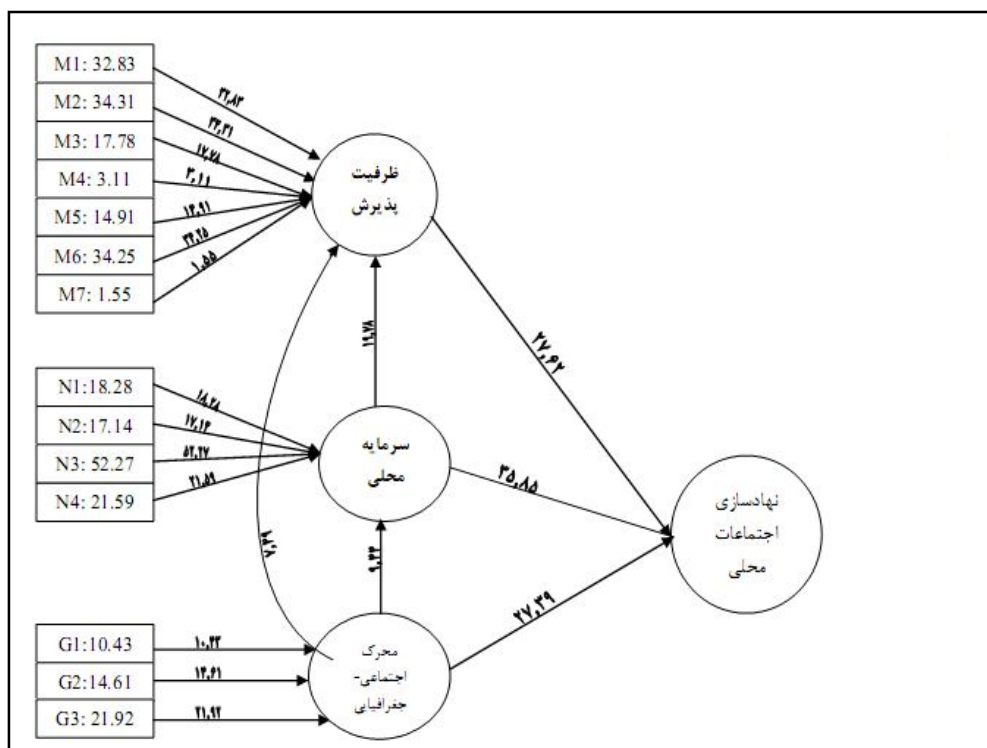 M1: 32.83
M2: 34.31
M3: 17.78
M4: 3.11
M5: 14.91
M6: 34.25
M7: 1.55
۳۲,۸۳
۳۴,۳۱
۱۷,۷۸
۳,۱۱
۱۴,۹۱
۳۴,۲۵
۱,۵۵
ظرفیت
پذیرش
۱۹,۷۸
۲۷,۶۲
N1:18.28
N2:17.14
N3: 52.27
N4: 21.59
۱۸,۲۸
۱۷,۱۴
۵۲,۲۷
۲۱,۵۹
سرمایه
محلی
۳۵,۸۵
نهادسازی
اجتماعات
محلی
۷,۴۹
۹,۴۳
۲۷,۳۹
G1:10.43
G2:14.61
G3: 21.92
۱۰,۴۳
۱۴,۶۱
۲۱,۹۲
محرک
اجتماعی-
جغرافیایی